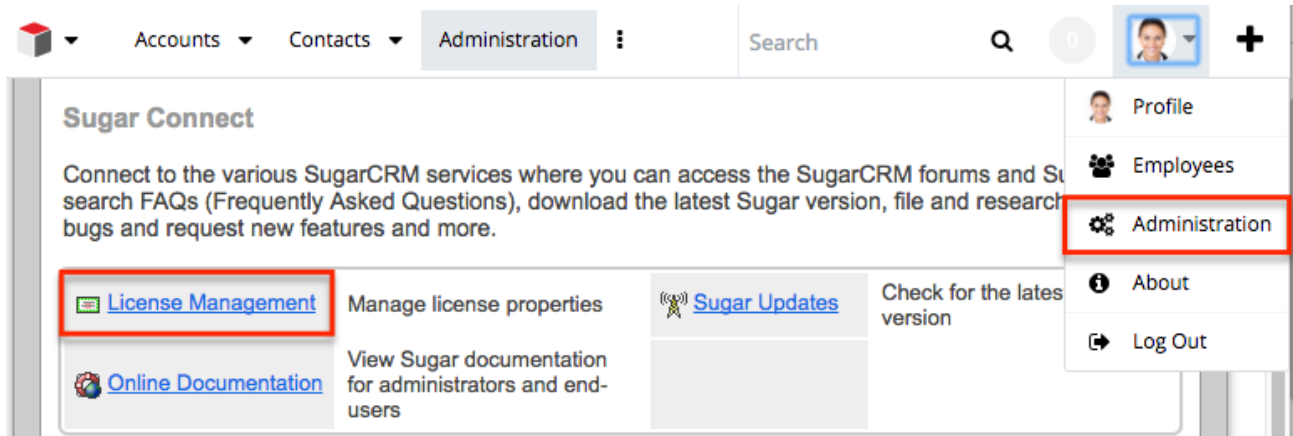 Accounts Contacts Administration Search 0
Profile
Employees
Administration
About
Log Out
Sugar Connect
Connect to the various SugarCRM services where you can access the SugarCRM forums and
search FAQs (Frequently Asked Questions), download the latest Sugar version, file and research
bugs and request new features and more.
License Management Manage license properties Sugar Updates Check for the lates
version
Online Documentation View Sugar documentation
for administrators and end-
users